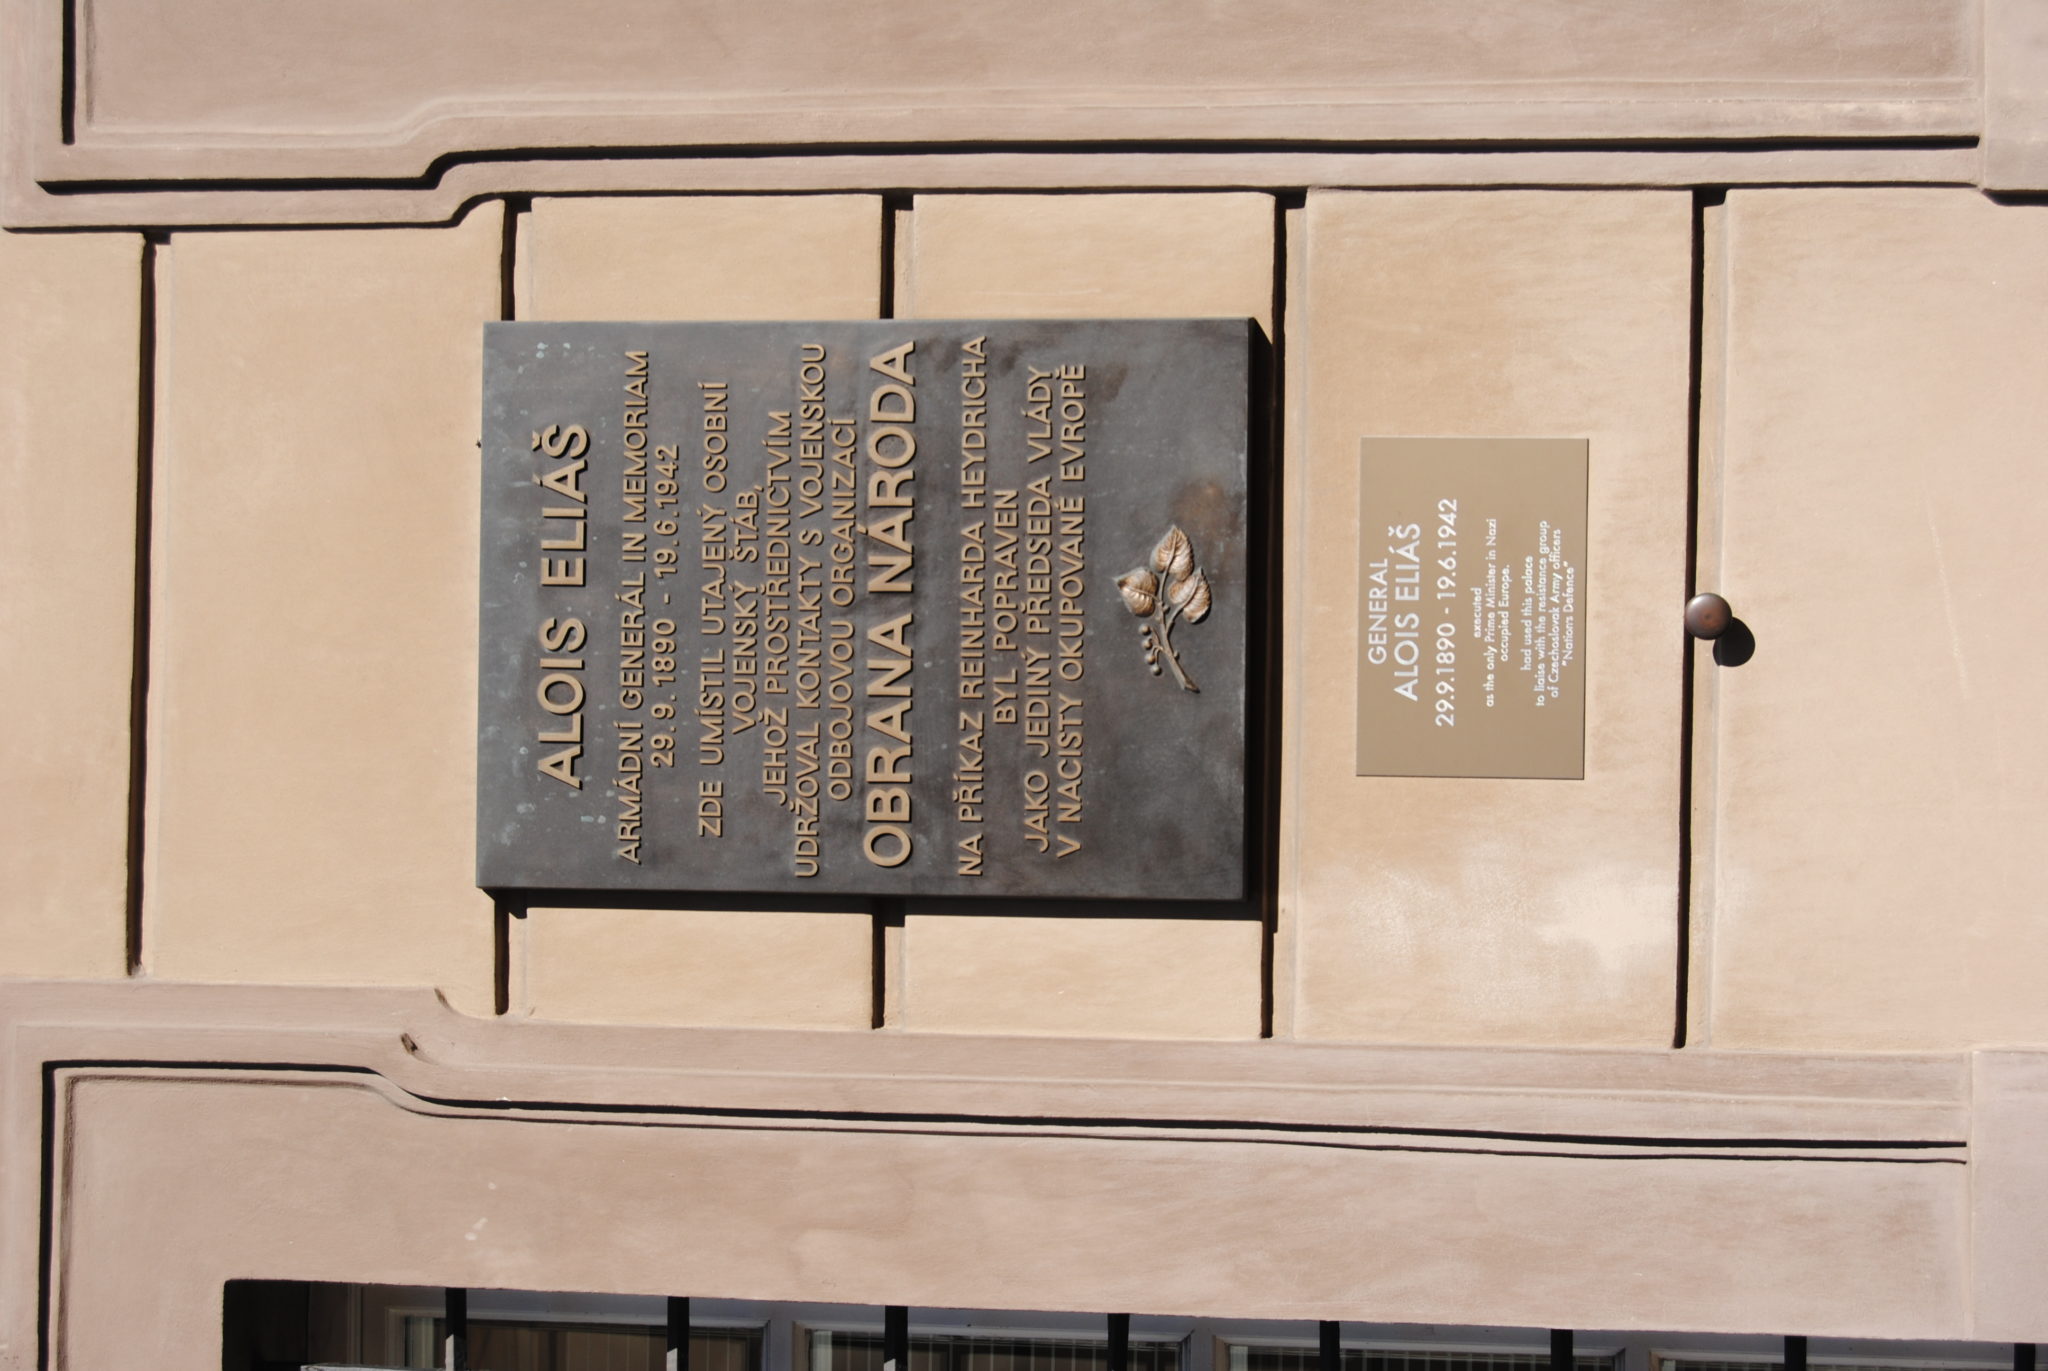 ALOIS ELIÁŠ
ARMÁDNÍ GENERÁL IN MEMORIAM
29. 9. 1890 - 19. 6. 1942
ZDE UMÍSTIL UTAJENÝ OSOBNÍ
VOJENSKÝ ŠTÁB,
JEHOŽ PROSTŘEDNICTVÍM
UDRŽOVAL KONTAKTY S VOJENSKOU
ODBOJOVOU ORGANIZACÍ
OBRANA NÁRODA
NA PŘÍKAZ REINHARDA HEYDRICHA
BYL POPRAVEN
JAKO JEDINÝ PŘEDSEDA VLÁDY
V NACISTY OKUPOVANÉ EVROPĚ
GENERAL
ALOIS ELIÁŠ
29.9.1890 - 19.6.1942
executed
as the only Prime Minister in Nazi
occupied Europe.
had used this palace
to liaise with the resistance group
of Czechoslovak Army officers
"Nation's Defence"